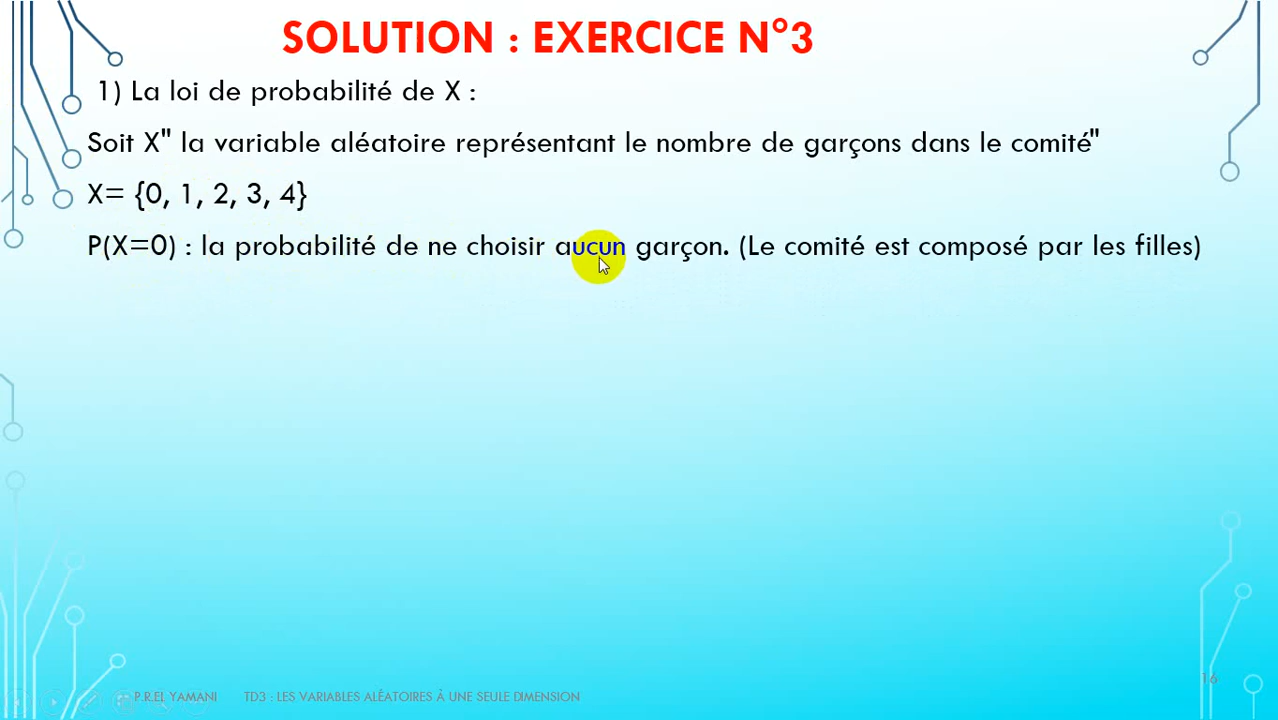 SOLUTION : EXERCICE N°3
1) La loi de probabilité de X :
Soit X" la variable aléatoire représentant le nombre de garçons dans le comité"
X= {0, 1, 2, 3, 4}
P(X=0) : la probabilité de ne choisir aucun garçon. (Le comité est composé par les filles)
P.R.EL YAMANI TD3 : LES VARIABLES ALÉATOIRES À UNE SEULE DIMENSION
16